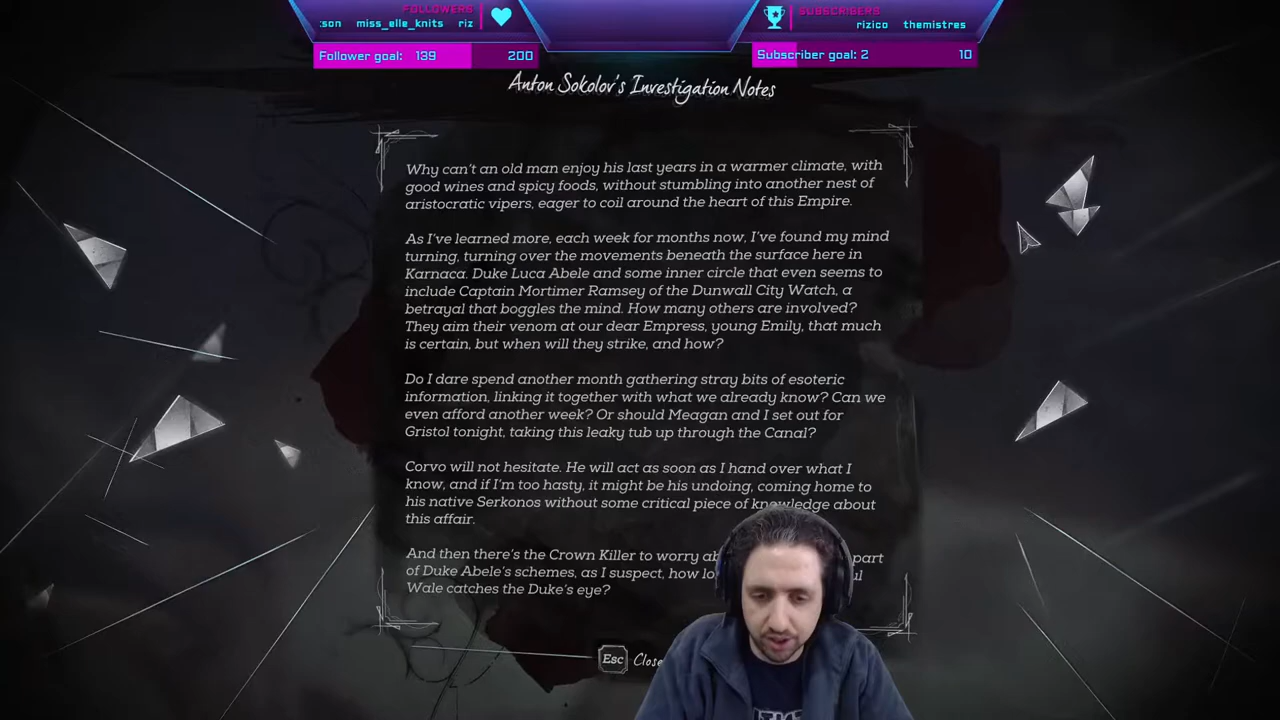 FOLLOWERS
:son miss_elle_knits riz
SUBSCRIBERS
rizico themistres
Follower goal: 139 200
Subscriber goal: 2 10
Anton Sokolov's Investigation Notes
Why can't an old man enjoy his last years in a warmer climate, with
good wines and spicy foods, without stumbling into another nest of
aristocratic vipers, eager to coil around the heart of this Empire.
As I've learned more, each week for months now, I've found my mind
turning, turning over the movements beneath the surface here in
Karnaca. Duke Luca Abele and some inner circle that even seems to
include Captain Mortimer Ramsey of the Dunwall City Watch, a
betrayal that boggles the mind. How many others are involved?
They aim their venom at our dear Empress, young Emily, that much
is certain, but when will they strike, and how?
Do I dare spend another month gathering stray bits of esoteric
information, linking it together with what we already know? Can we
even afford another week? Or should Meagan and I set out for
Gristol tonight, taking this leaky tub up through the Canal?
Corvo will not hesitate. He will act as soon as I hand over what I
know, and if I'm too hasty, it might be his undoing, coming home to
his native Serkonos without some critical piece of knowledge about
this affair.
And then there's the Crown Killer to worry part
of Duke Abele's schemes, as I suspect, how
Wale catches the Duke's eye?
Esc Close